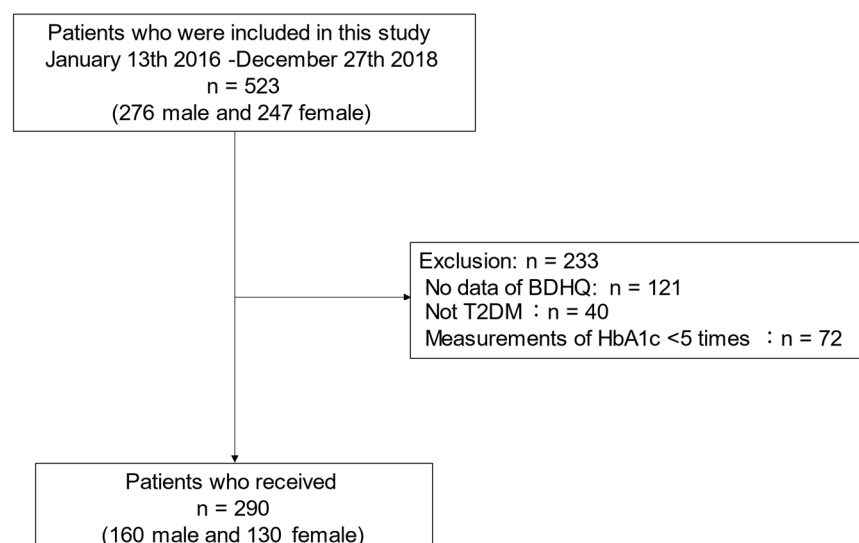 Patients who were included in this study
January 13th 2016 -December 27th 2018
n = 523
(276 male and 247 female)
Exclusion: n = 233
No data of BDHQ: n = 121
Not T2DM：n = 40
Measurements of HbA1c <5 times ：n = 72
Patients who received
n = 290
(160 male and 130 female)